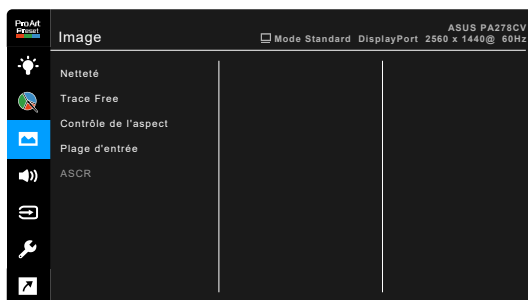 ProArt
Preset
Image
ASUS PA278CV
Mode Standard DisplayPort 2560 x 1440@ 60Hz
Netteté
Trace Free
Contrôle de l'aspect
Plage d'entrée
ASCR